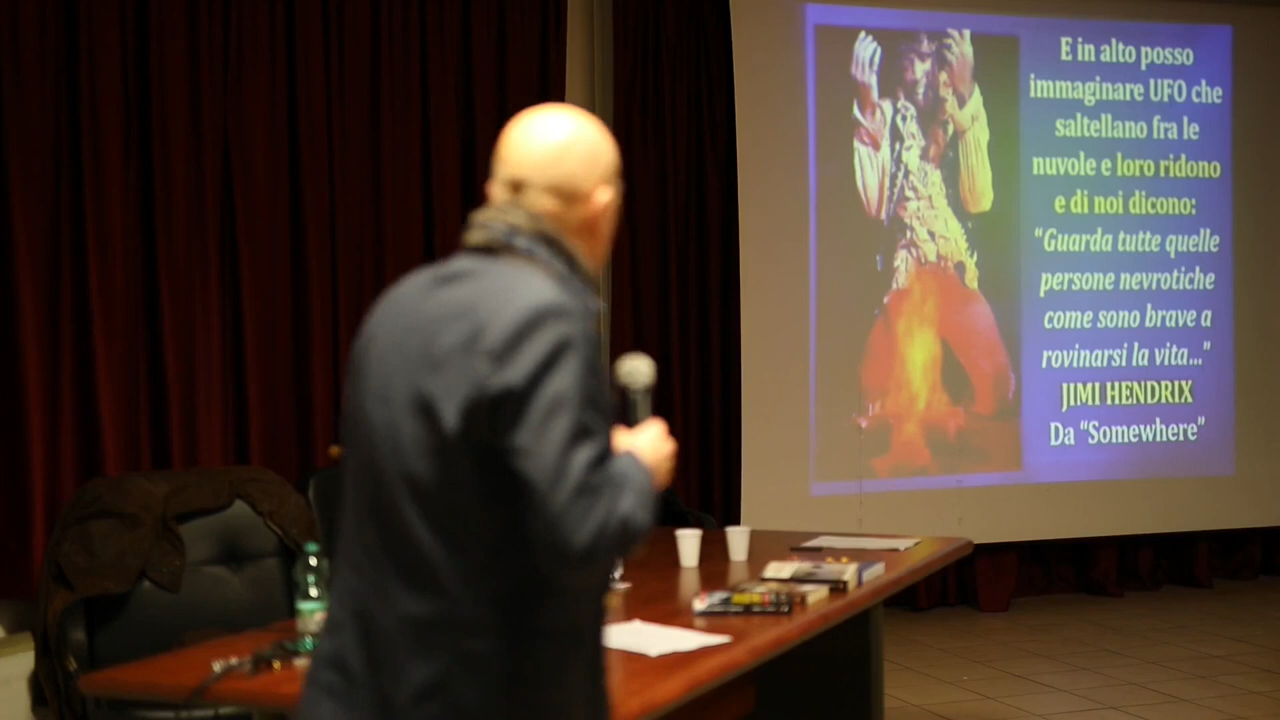 E in alto posso
immaginare UFO che
saltellano fra le
nuvole e loro ridono
e di noi dicono:
“Guarda tutte quelle
persone nevrotiche
come sono brave a
rovinarsi la vita...”
JIMI HENDRIX
Da “Somewhere”